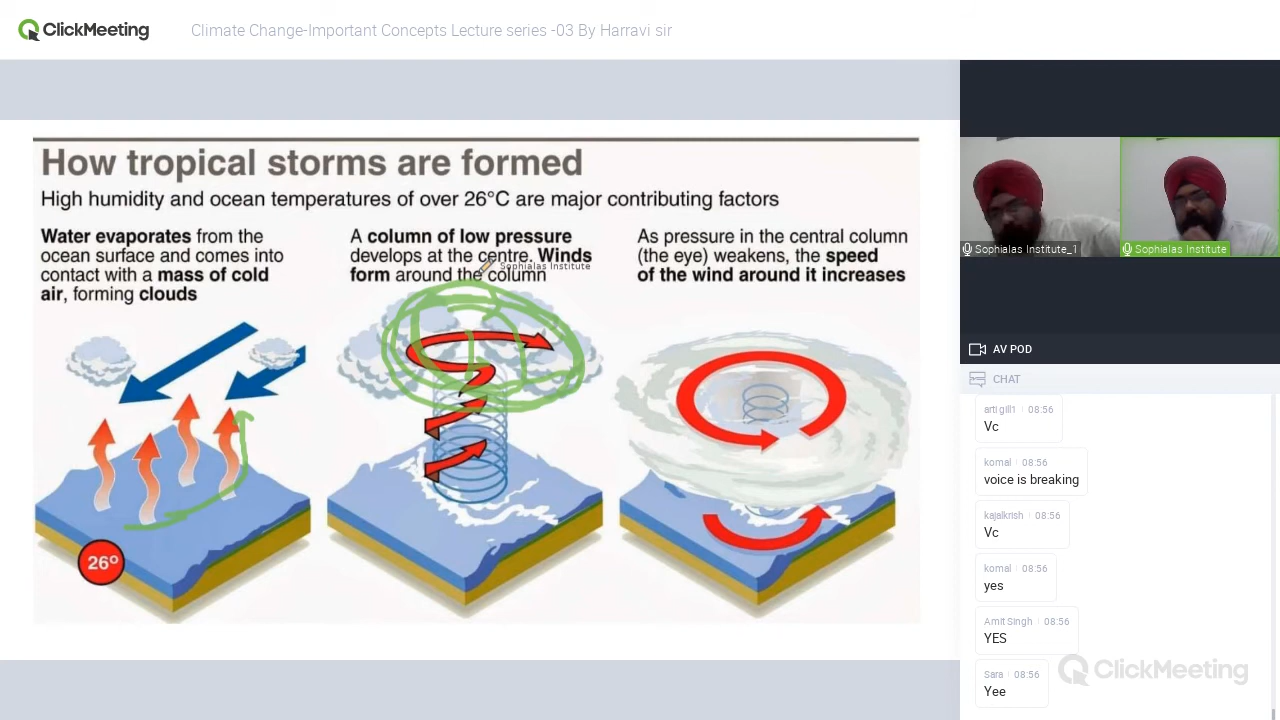 ClickMeeting
Climate Change-Important Concepts Lecture series -03 By Harravi sir
How tropical storms are formed
High humidity and ocean temperatures of over 26°C are major contributing factors
Water evaporates from the
ocean surface and comes into
contact with a mass of cold
air, forming clouds
A column of low pressure
develops at the centre. Winds
form around the column
Sophialas Institute
As pressure in the central column
(the eye) weakens, the speed
of the wind around it increases
26º
Sophialas Institute_1
Sophialas Institute
AV POD
CHAT
arti gill1 08:56
Vc
komal 08:56
voice is breaking
kajalkrish 08:56
Vc
komal 08:56
yes
Amit Singh 08:56
YES
Sara 08:56
Yee
ClickMeeting